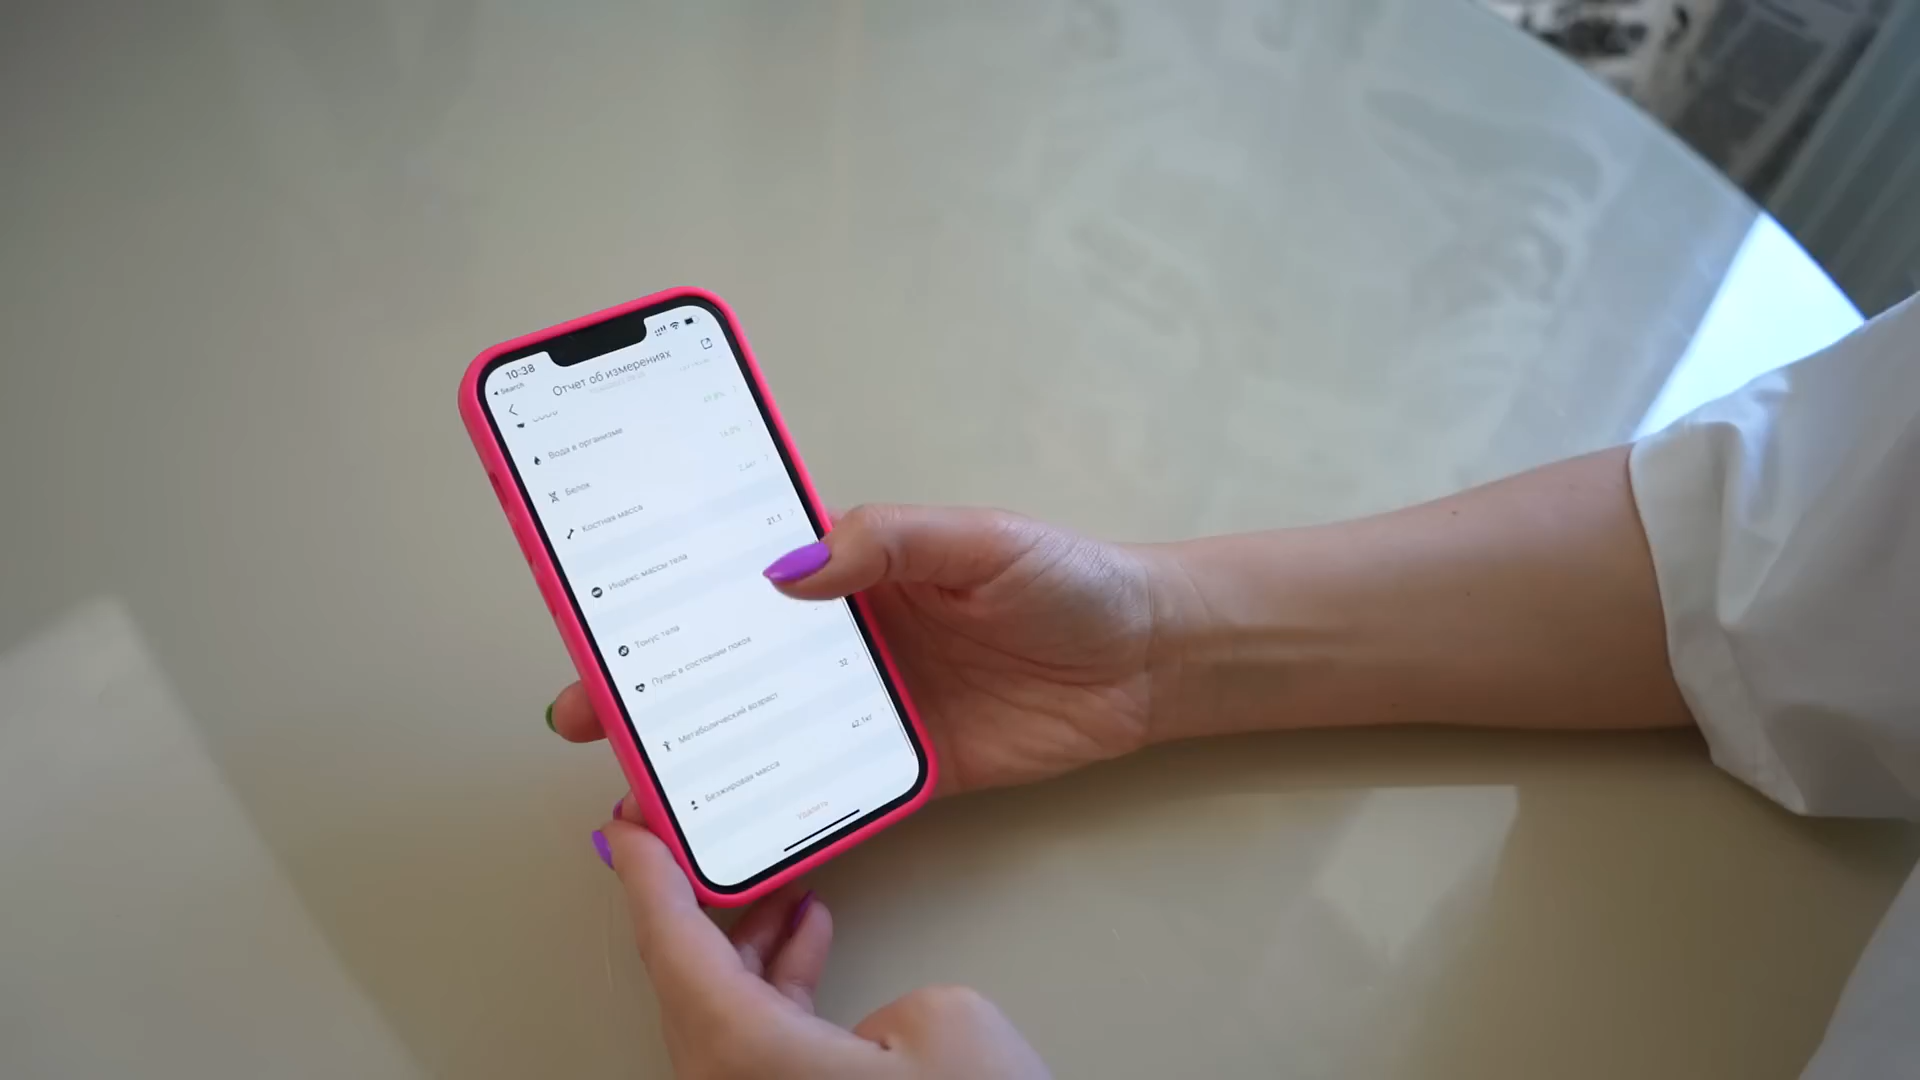 10:38
Search
Отчет об измерениях
Вода в организме
Белок
Костная масса
Индекс массы тела 21.1
Тонус тела
Пульс в состоянии покоя
Метаболический возраст 32
Безжировая масса 42.1кг
Удалить